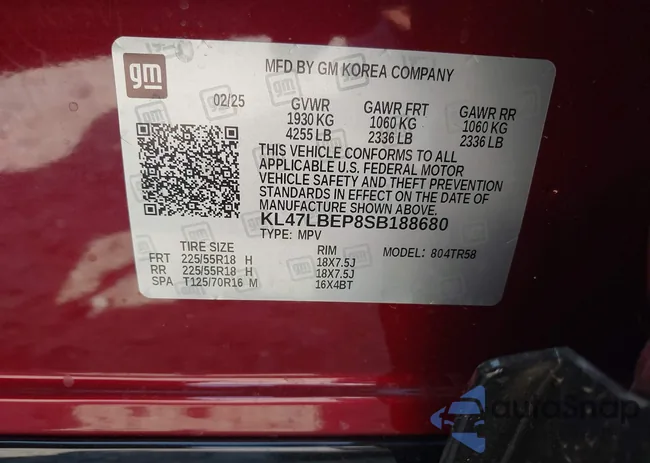 gm
MFD BY GM KOREA COMPANY
02/25 GVWR GAWR FRT GAWR RR
1930 KG 1060 KG 1060 KG
4255 LB 2336 LB 2336 LB
THIS VEHICLE CONFORMS TO ALL
APPLICABLE U.S. FEDERAL MOTOR
VEHICLE SAFETY AND THEFT PREVENTION
STANDARDS IN EFFECT ON THE DATE OF
MANUFACTURE SHOWN ABOVE.
KL47LBEP8SB188680
TYPE: MPV MODEL: 804TR58
TIRE SIZE RIM
FRT 225/55R18 H 18X7.5J
RR 225/55R18 H 18X7.5J
SPA T125/70R16 M 16X4BT
autoSnap